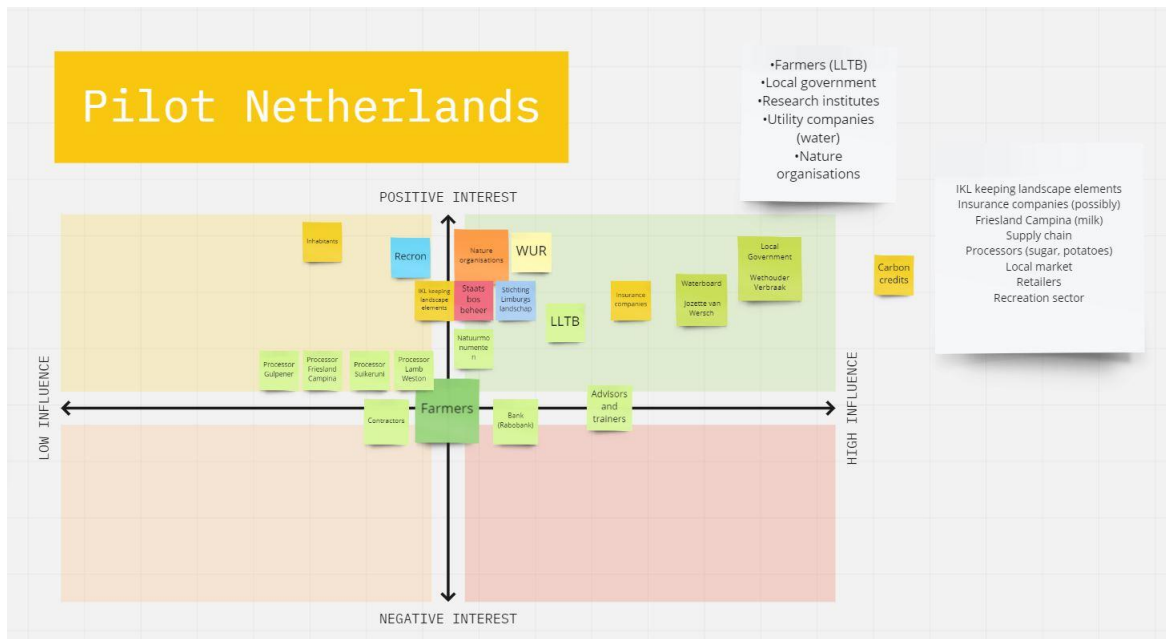 Pilot Netherlands
•Farmers (LLTB)
•Local government
•Research institutes
•Utility companies
(water)
•Nature
organisations
IKL keeping landscape elements
Insurance companies (possibly)
Friesland Campina (milk)
Supply chain
Processors (sugar, potatoes)
Local market
Retailers
Recreation sector
POSITIVE INTEREST
Inhabitants
Recron
Nature
organisations
WUR
Local
Government
Wethouder
Verbraak
Carbon
credits
IKL keeping
landscape
elements
Staats
bos
beheer
Stichting
Limburgs
landschap
Insurance
companies
Waterboard
Jozette van
Wersch
LLTB
Natuurmo
numente
n
Processor
Gulpener
Processor
Friesland
Campina
Processor
Suikeruni
Processor
Lamb
Weston
LOW INFLUENCE
HIGH INFLUENCE
Contractors
Farmers
Bank
(Rabobank)
Advisors
and
trainers
NEGATIVE INTEREST